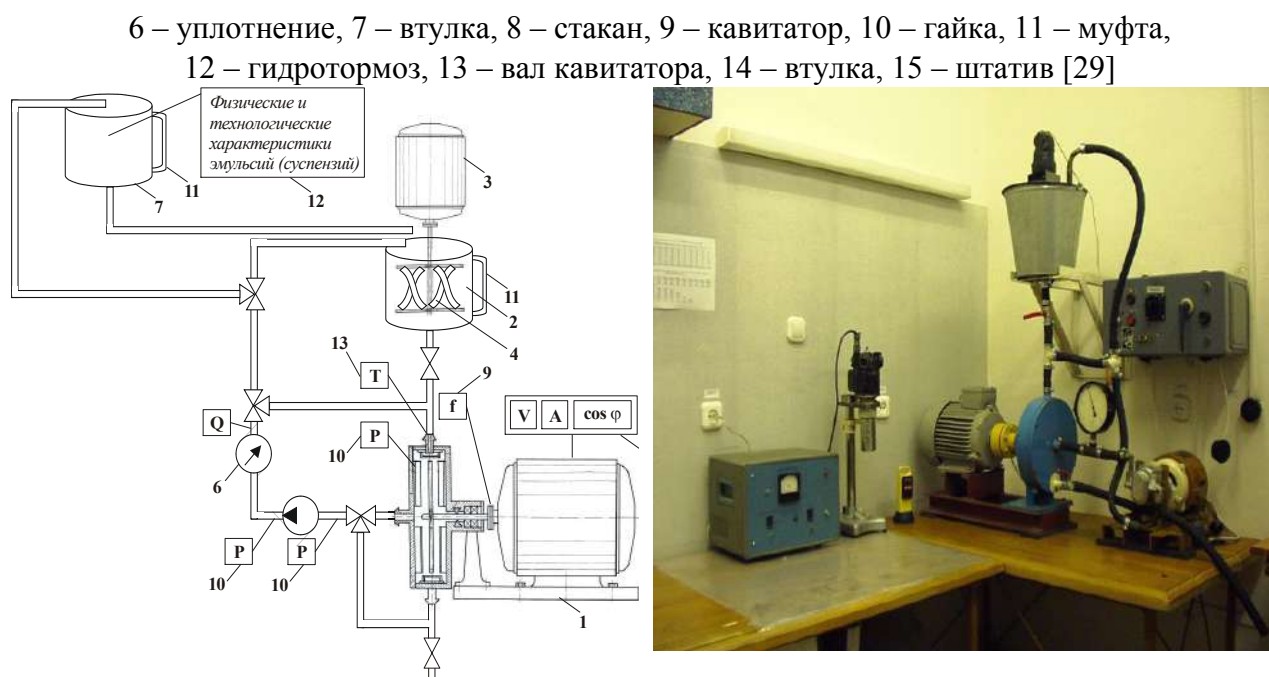 6 – уплотнение, 7 – втулка, 8 – стакан, 9 – кавитатор, 10 – гайка, 11 – муфта,
12 – гидротормоз, 13 – вал кавитатора, 14 – втулка, 15 – штатив [29]
Физические и
технологические
характеристики
эмульсий (суспензий)
11
7
12
3
11
2
4
13
T
9
f
V A cos φ
Q
10
P
6
P
P
10
10
1